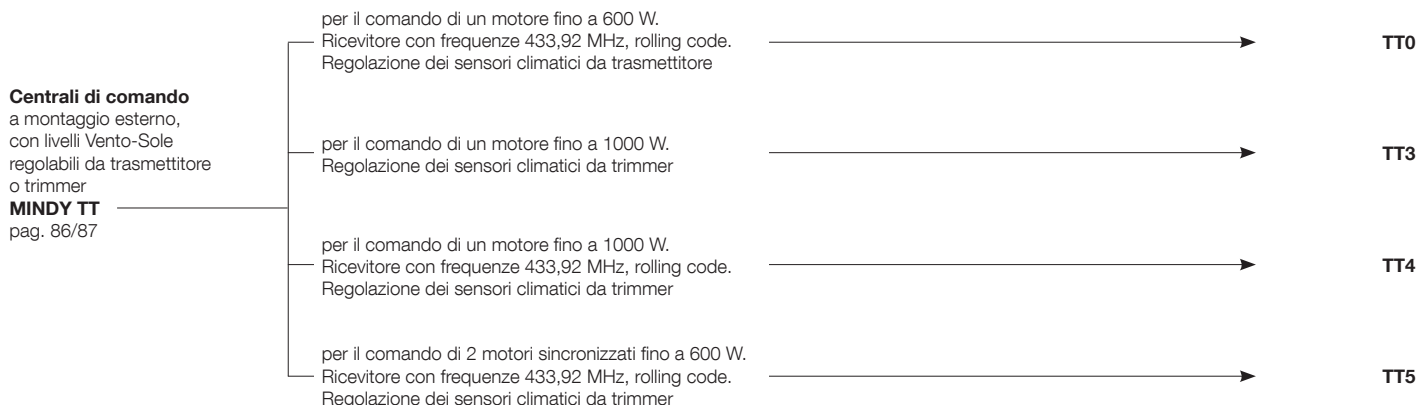 Centrali di comando
a montaggio esterno,
con livelli Vento-Sole
regolabili da trasmettitore
o trimmer
MINDY TT
pag. 86/87
per il comando di un motore fino a 600 W.
Ricevitore con frequenze 433,92 MHz, rolling code.
Regolazione dei sensori climatici da trasmettitore
TT0
per il comando di un motore fino a 1000 W.
Regolazione dei sensori climatici da trimmer
TT3
per il comando di un motore fino a 1000 W.
Ricevitore con frequenze 433,92 MHz, rolling code.
Regolazione dei sensori climatici da trimmer
TT4
per il comando di 2 motori sincronizzati fino a 600 W.
Ricevitore con frequenze 433,92 MHz, rolling code.
Regolazione dei sensori climatici da trimmer
TT5